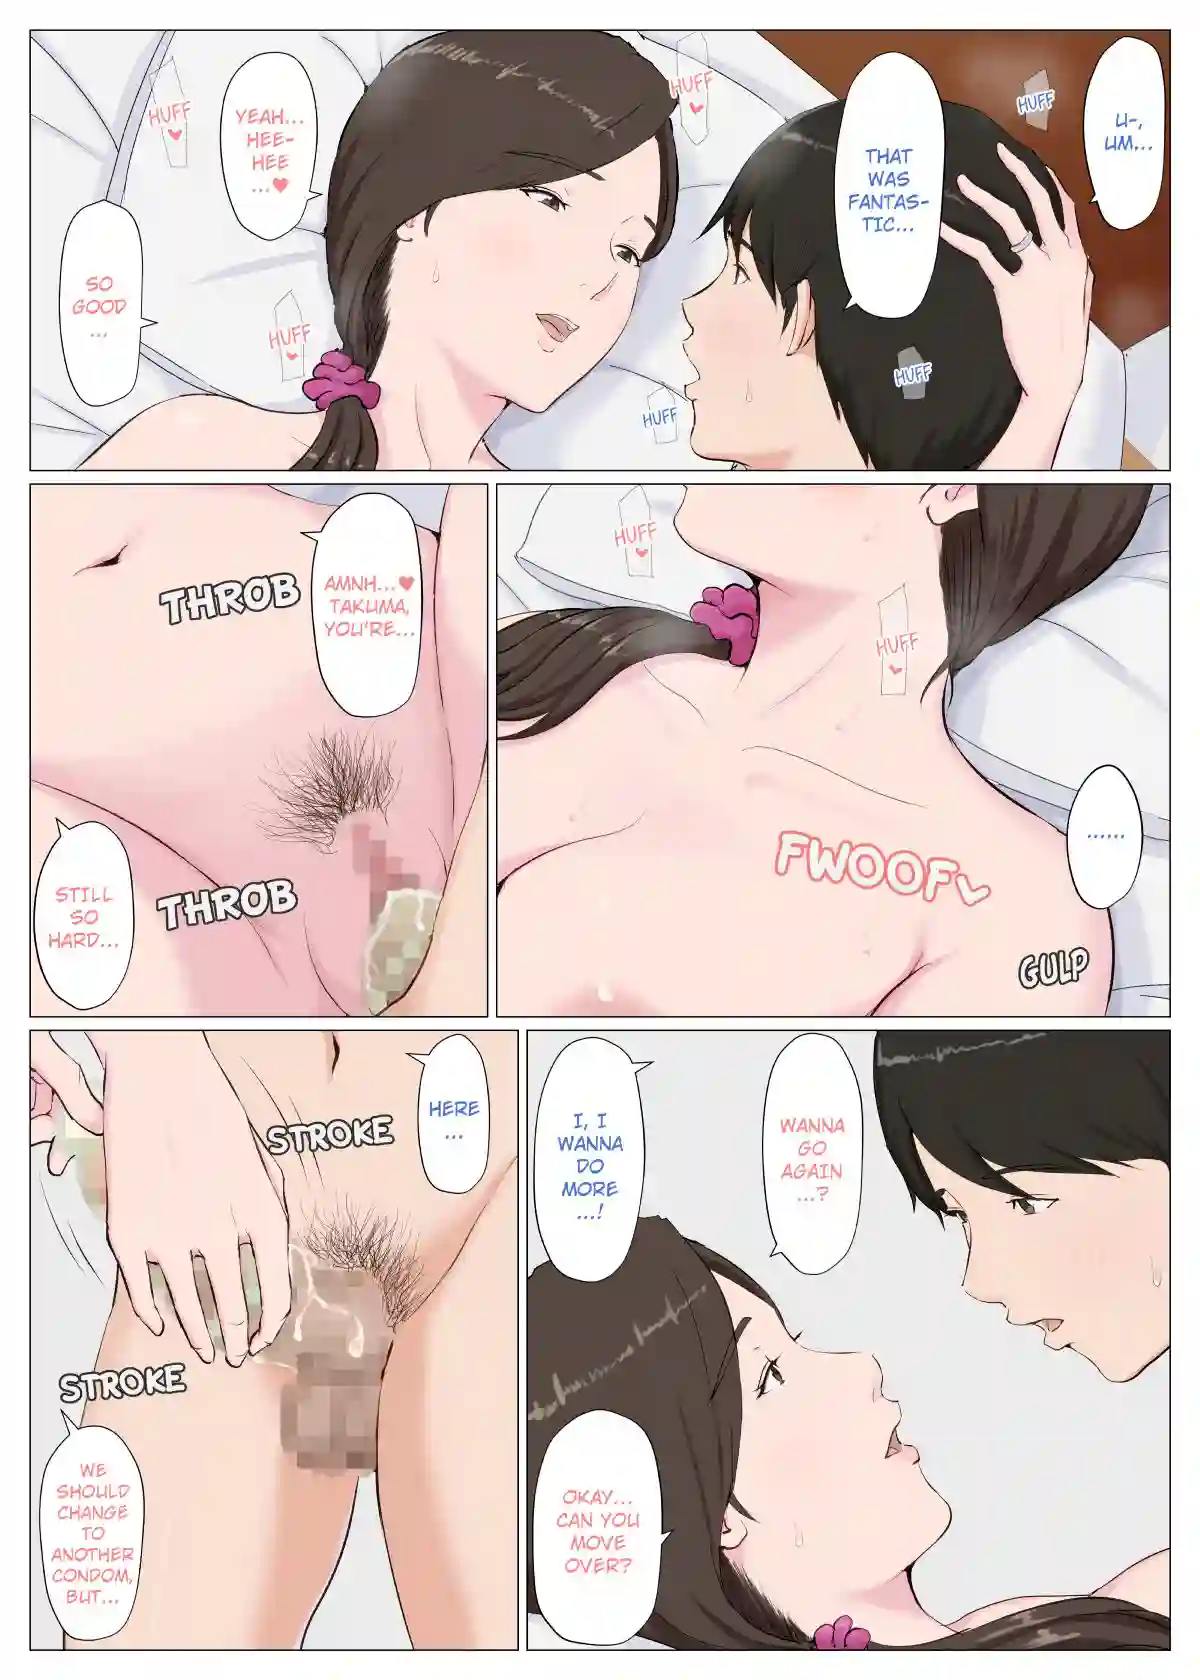 U-,
UM...
HUFF
THAT
WAS
FANTAS-
TIC...
HUFF
HUFF
HUFF
YEAH...
HEE-
HEE
...♥
HUFF
HUFF
SO
GOOD
...
HUFF
HUFF
......
FWOOF
GULP
AMNH...♥
TAKUMA,
YOU'RE...
THROB
THROB
STILL
SO
HARD...
WANNA
GO
AGAIN
...?
I, I
WANNA
DO
MORE
...!
OKAY...
CAN YOU
MOVE
OVER?
HERE
...
STROKE
STROKE
WE
SHOULD
CHANGE
TO
ANOTHER
CONDOM,
BUT...